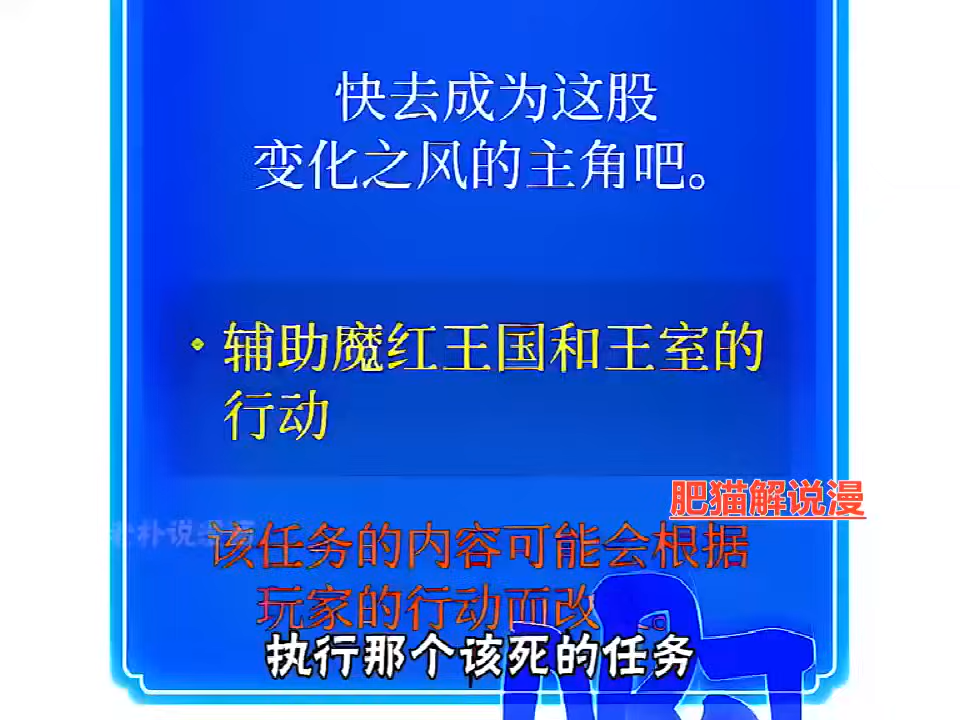 快去成为这股
变化之风的主角吧。
· 辅助魔红王国和王室的
行动
肥猫解说漫
该任务的内容可能会根据
玩家的行动而改
执行那个该死的任务